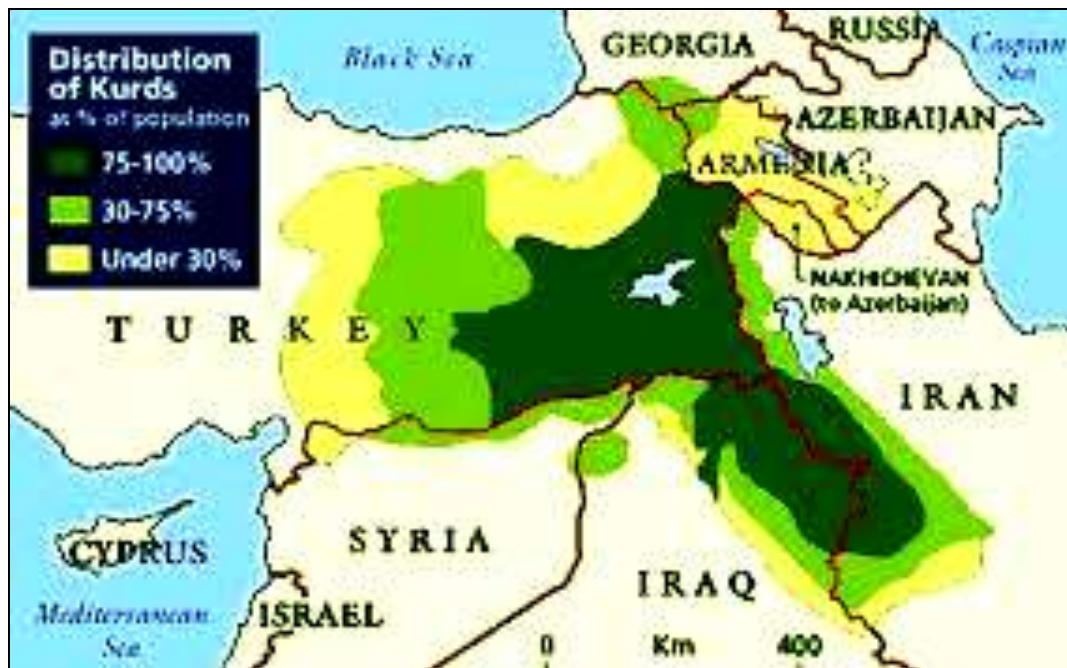 Distribution
of Kurds
as % of population
75-100%
30-75%
Under 30%
Black Sea
GEORGIA
RUSSIA
Caspian
Sea
AZERBAIJAN
ARMENIA
NAKHICHEVAN
(to Azerbaijan)
TURKEY
IRAN
SYRIA
CYPRUS
IRAQ
Mediterranean
Sea
ISRAEL
0 Km 400